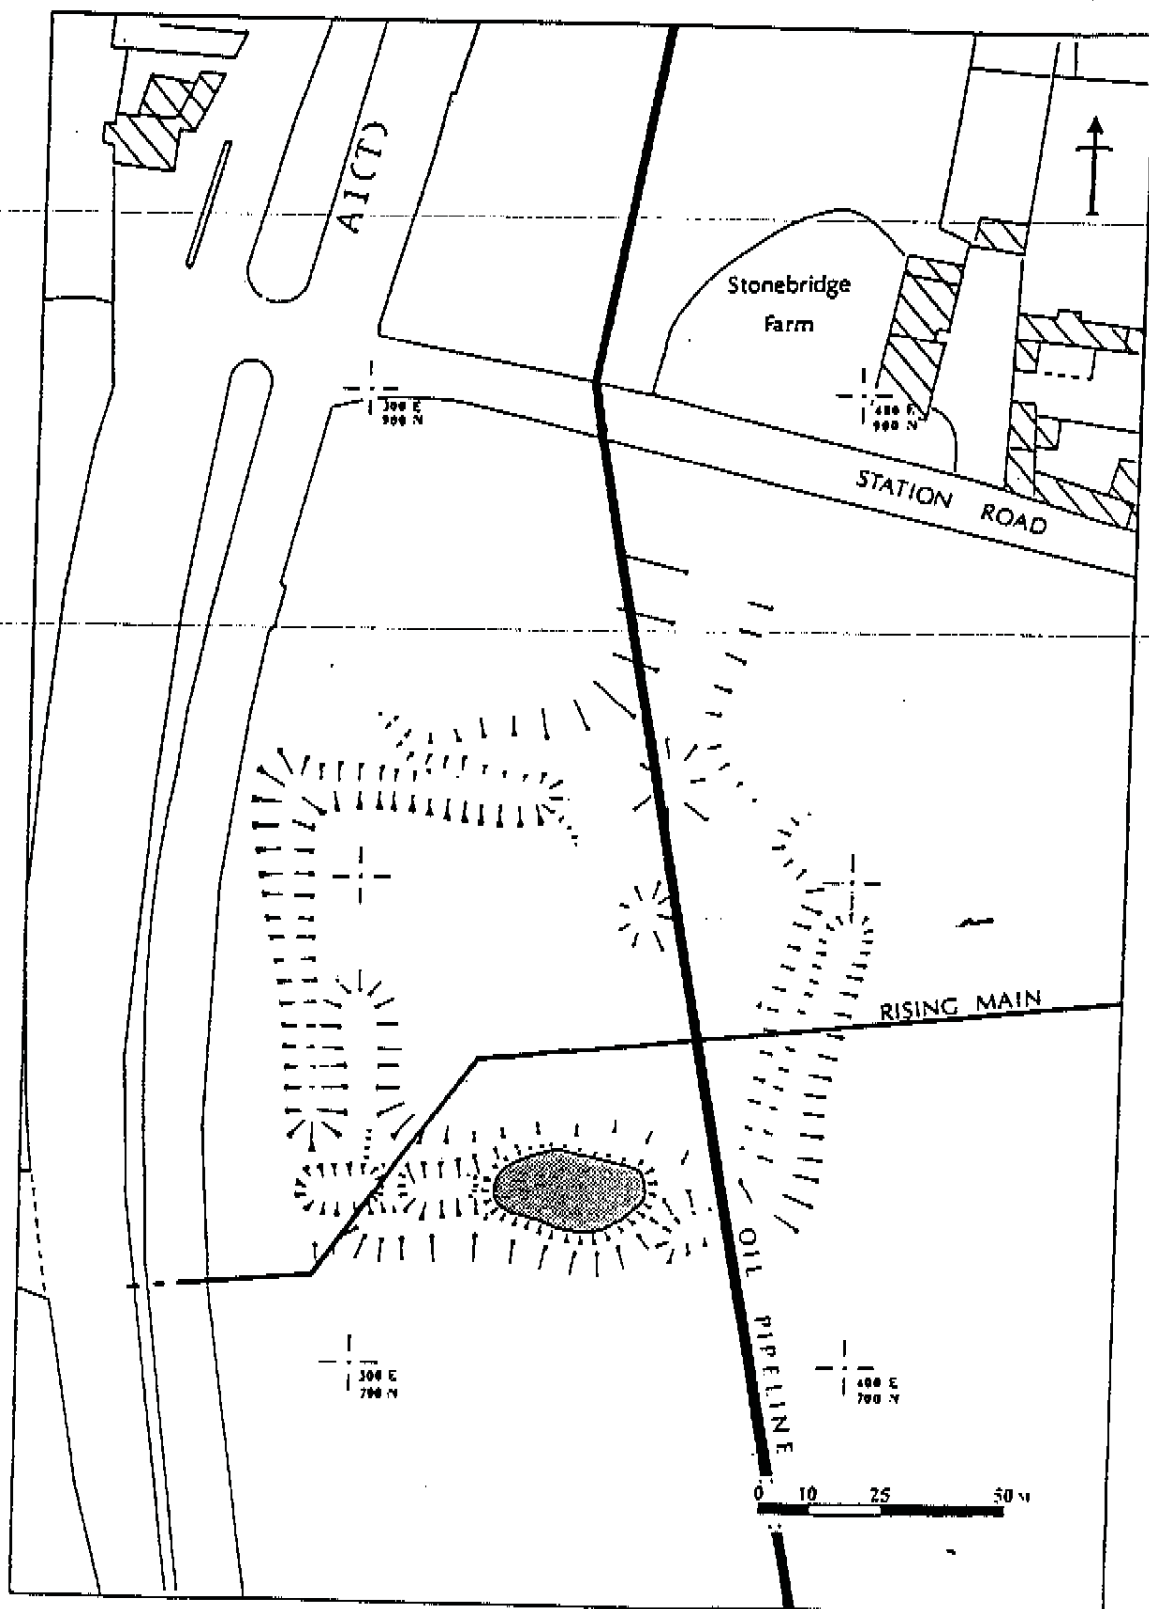 A1(T)
Stonebridge
Farm
300 E
900 N
400 E
900 N
STATION ROAD
RISING MAIN
OIL PIPELINE
300 E
700 N
400 E
700 N
0 10 25 50 M